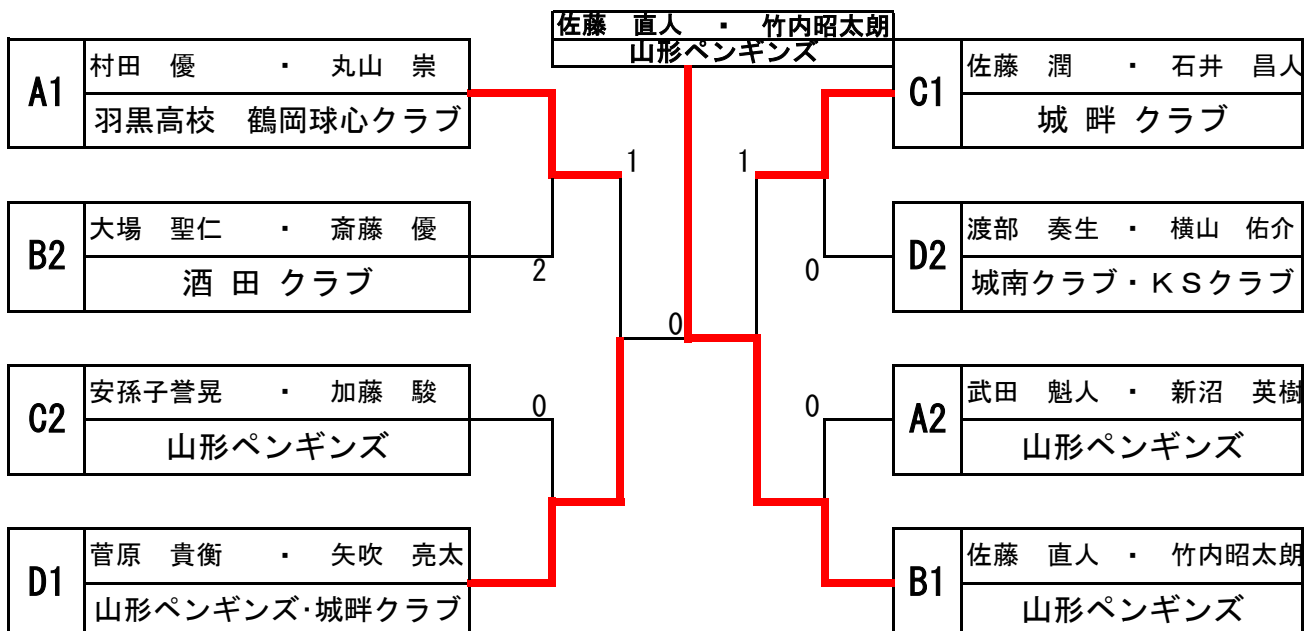 佐藤　直人　・　竹内昭太朗
山形ペンギンズ
A1
村田　優　・　丸山　崇
羽黒高校　鶴岡球心クラブ
B2
大場　聖仁　・　斎藤　優
酒 田 クラブ
C2
安孫子誉晃　・　加藤　駿
山形ペンギンズ
D1
菅原　貴衡　・　矢吹　亮太
山形ペンギンズ・城畔クラブ
1
2
0
0
1
0
0
C1
佐藤　潤　・　石井　昌人
城 畔 クラブ
D2
渡部　奏生　・　横山　佑介
城南クラブ・ＫＳクラブ
A2
武田　魁人　・　新沼　英樹
山形ペンギンズ
B1
佐藤　直人　・　竹内昭太朗
山形ペンギンズ